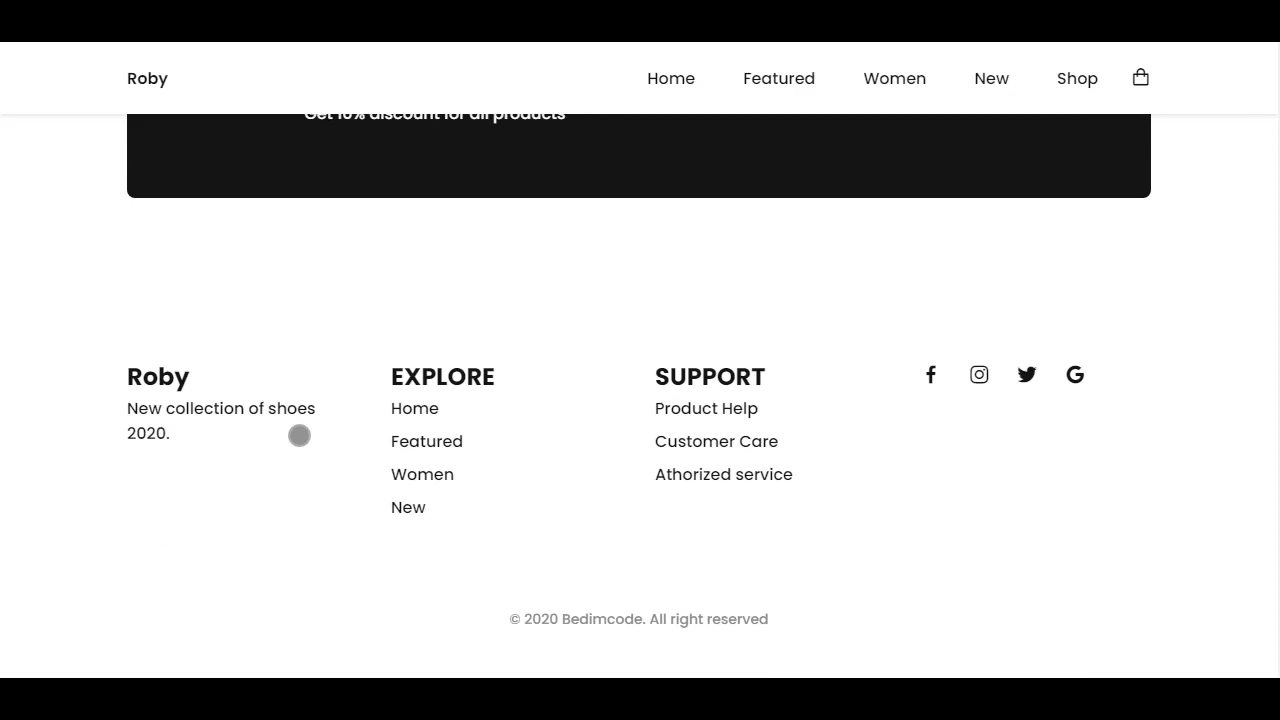 Roby
Home Featured Women New Shop
Get 10% discount for all products
Roby
New collection of shoes
2020.
EXPLORE
Home
Featured
Women
New
SUPPORT
Product Help
Customer Care
Athorized service
© 2020 Bedimcode. All right reserved